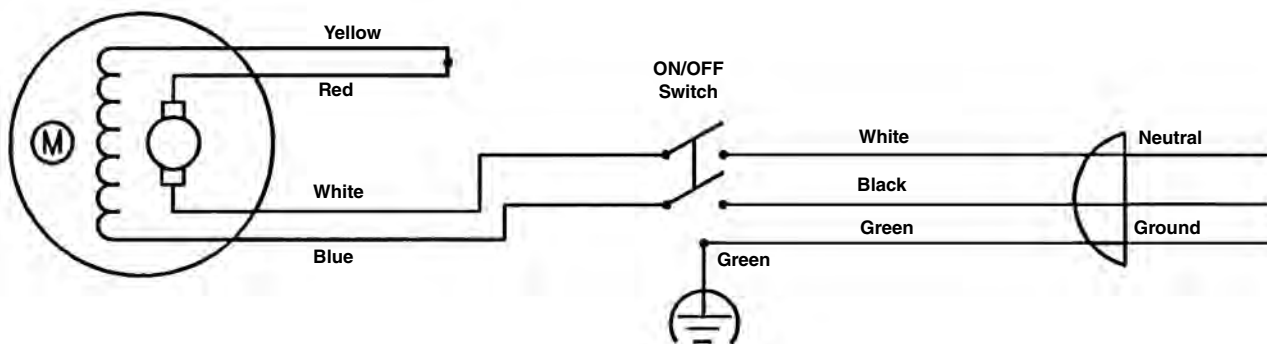 Yellow
Red
ON/OFF
Switch
M
White
Blue
White
Neutral
Black
Green
Ground
Green